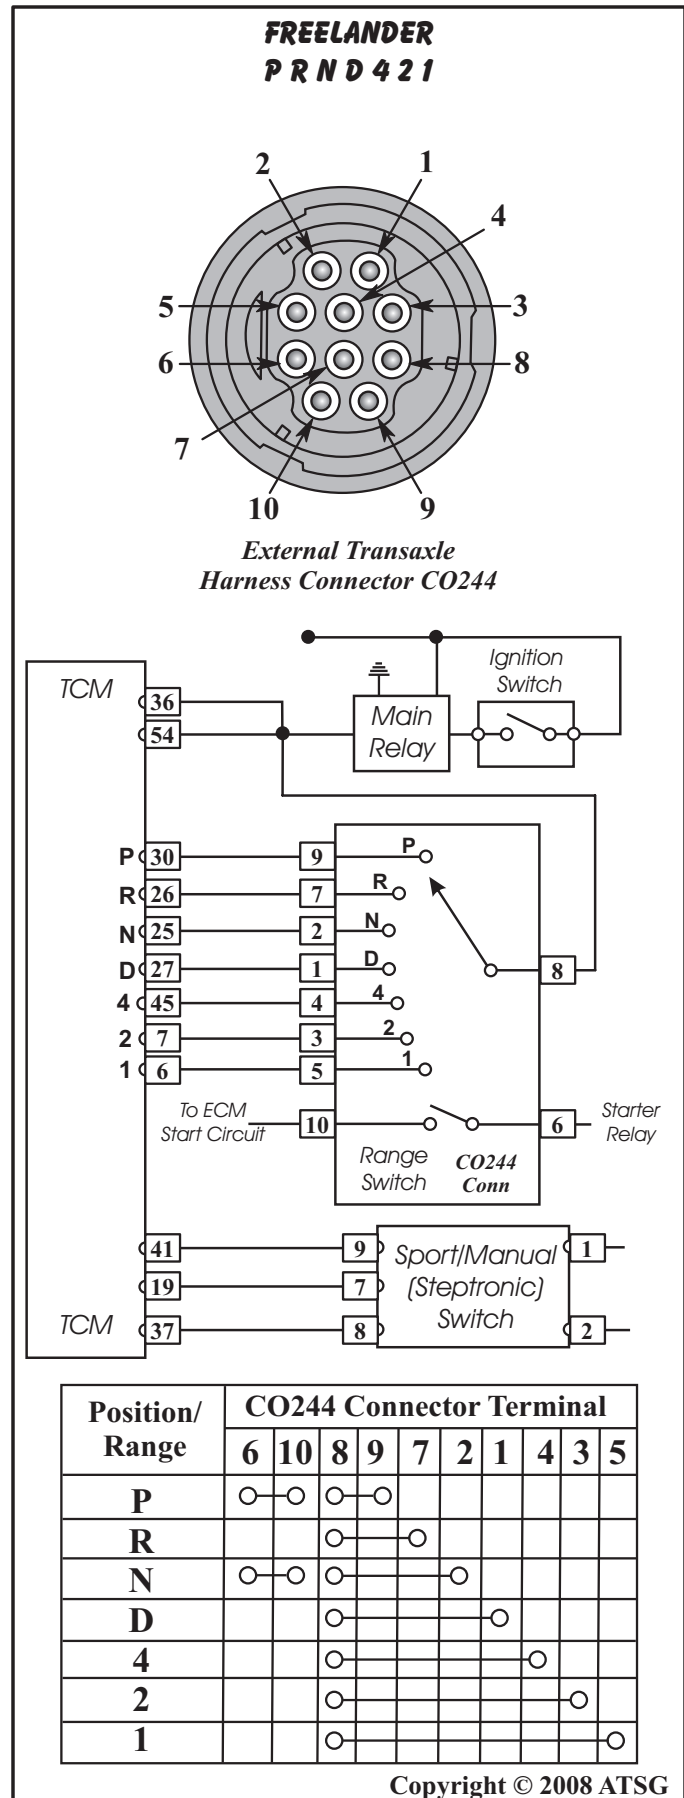 FREELANDER
P R N D 4 2 1
2 1
4
5 3
6 8
7
10 9
External Transaxle
Harness Connector CO244
TCM
36
54
Main
Relay
Ignition
Switch
P 30 9 P
R 26 7 R
N 25 2 N
D 27 1 D 8
4 45 4 4
2 7 3 2
1 6 5 1
To ECM
Start Circuit
10 6
Starter
Relay
Range
Switch
CO244
Conn
41 9
19 7
TCM 37 8
Sport/Manual
(Steptronic)
Switch
1
2
Position/
Range
CO244 Connector Terminal
6 10 8 9 7 2 1 4 3 5
P
R
N
D
4
2
1
Copyright © 2008 ATSG